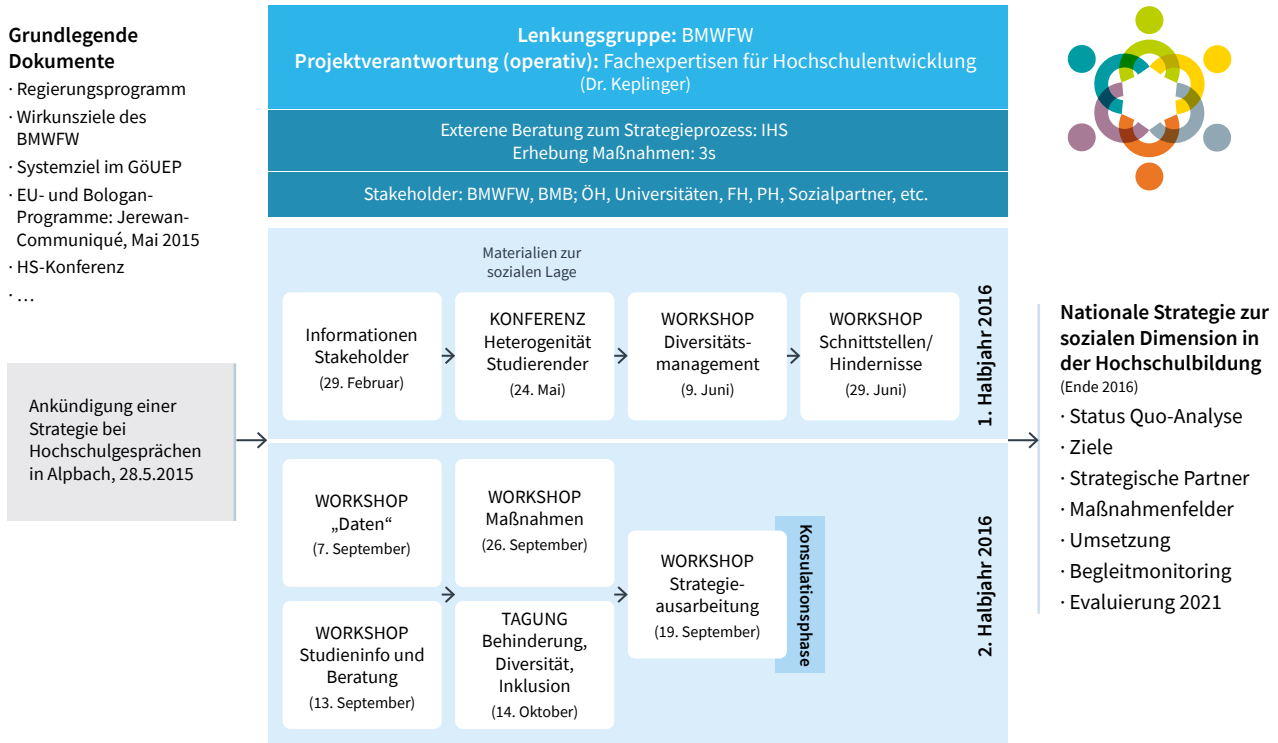 Grundlegende
Dokumente
· Regierungsprogramm
· Wirkunsziele des
BMWFW
· Systemziel im GöUEP
· EU- und Bologan-
Programme: Jerewan-
Communiqué, Mai 2015
· HS-Konferenz
· …
Ankündigung einer
Strategie bei
Hochschulgesprächen
in Alpbach, 28.5.2015
Lenkungsgruppe: BMWFW
Projektverantwortung (operativ): Fachexpertisen für Hochschulentwicklung
(Dr. Keplinger)
Exterene Beratung zum Strategieprozess: IHS
Erhebung Maßnahmen: 3s
Stakeholder: BMWFW, BMB; ÖH, Universitäten, FH, PH, Sozialpartner, etc.
Materialien zur
sozialen Lage
Informationen
Stakeholder
(29. Februar)
KONFERENZ
Heterogenität
Studierender
(24. Mai)
WORKSHOP
Diversitäts-
management
(9. Juni)
WORKSHOP
Schnittstellen/
Hindernisse
(29. Juni)
1. Halbjahr 2016
WORKSHOP
„Daten“
(7. September)
WORKSHOP
Maßnahmen
(26. September)
WORKSHOP
Studieninfo und
Beratung
(13. September)
TAGUNG
Behinderung,
Diversität,
Inklusion
(14. Oktober)
WORKSHOP
Strategie-
ausarbeitung
(19. September)
Konsulationsphase
2. Halbjahr 2016
Nationale Strategie zur
sozialen Dimension in
der Hochschulbildung
(Ende 2016)
· Status Quo-Analyse
· Ziele
· Strategische Partner
· Maßnahmenfelder
· Umsetzung
· Begleitmonitoring
· Evaluierung 2021